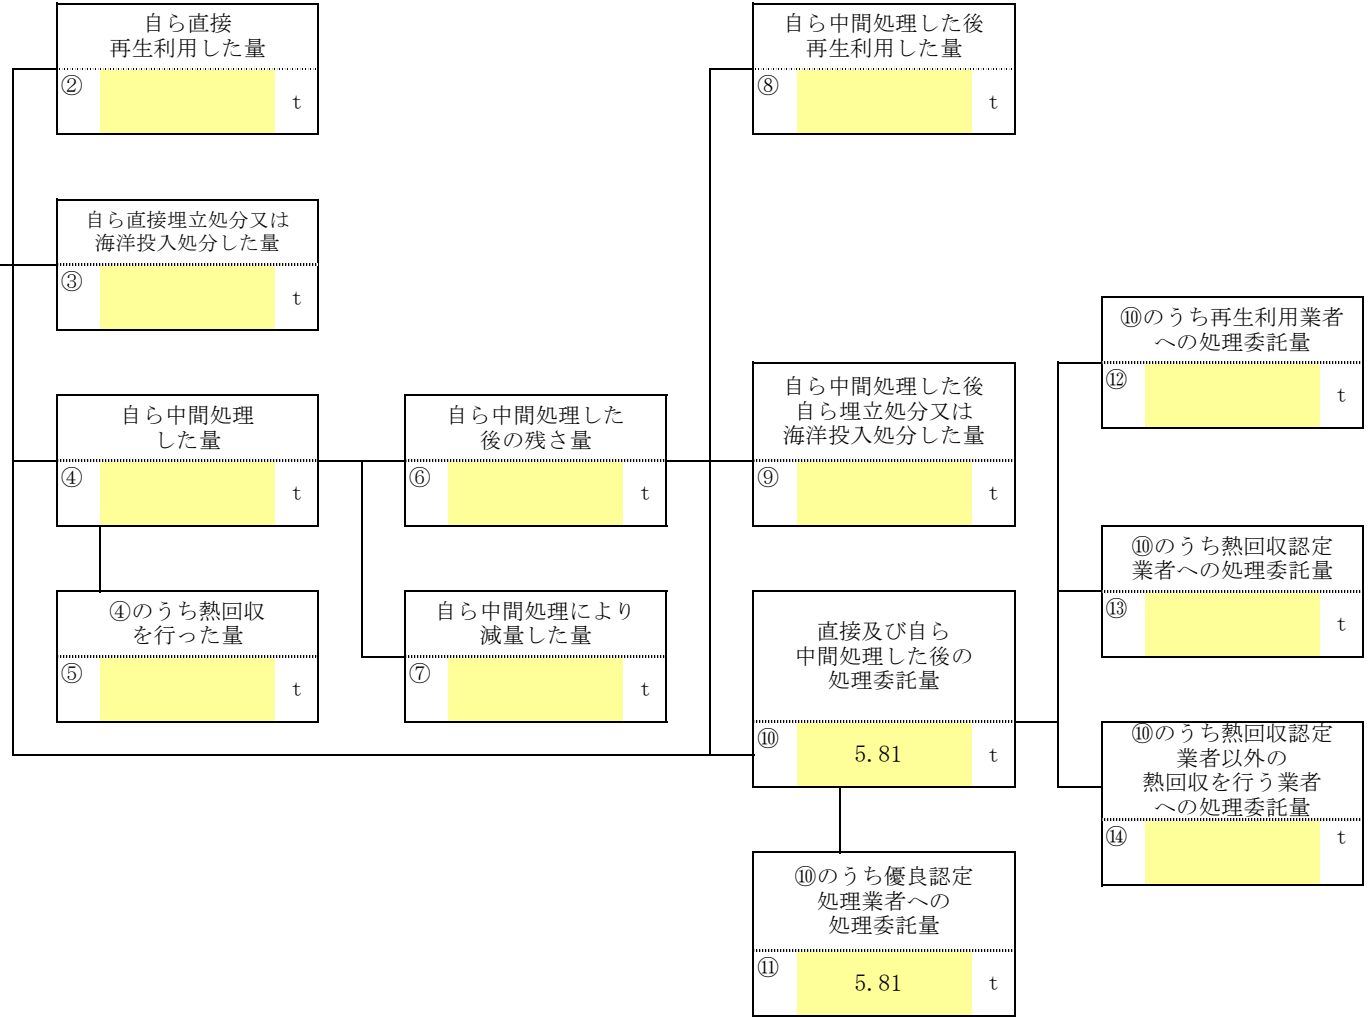 自ら直接
再生利用した量
②
t
自ら直接埋立処分又は
海洋投入処分した量
③
t
自ら中間処理
した量
④
t
④のうち熱回収
を行った量
⑤
t
自ら中間処理した
後の残さ量
⑥
t
自ら中間処理により
減量した量
⑦
t
自ら中間処理した後
再生利用した量
⑧
t
自ら中間処理した後
自ら埋立処分又は
海洋投入処分した量
⑨
t
直接及び自ら
中間処理した後の
処理委託量
⑩ 5.81 t
⑩のうち優良認定
処理業者への
処理委託量
⑪ 5.81 t
⑩のうち再生利用業者
への処理委託量
⑫
t
⑩のうち熱回収認定
業者への処理委託量
⑬
t
⑩のうち熱回収認定
業者以外の
熱回収を行う業者
への処理委託量
⑭
t